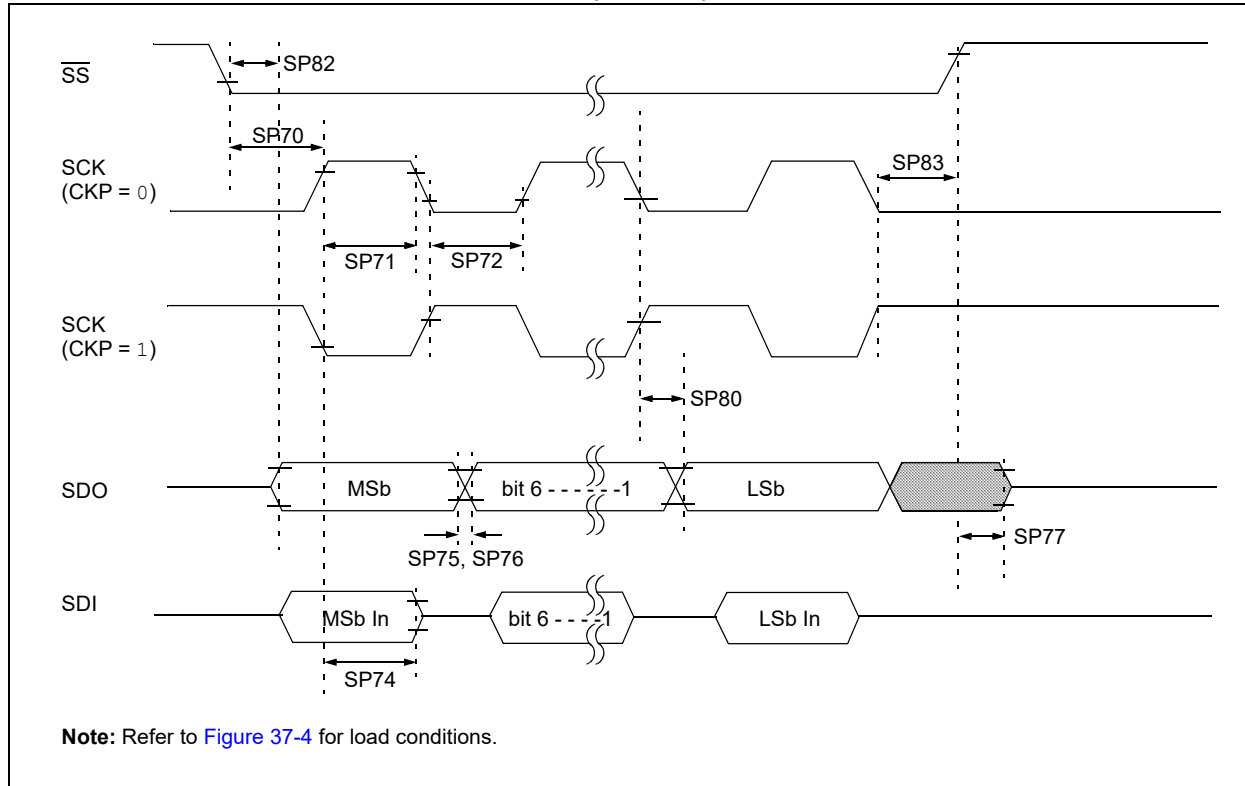 SS
SP82
SP70
SCK
(CKP = 0)
SP83
SP71
SP72
SCK
(CKP = 1)
SP80
SDO
MSb
bit 6 - - - - - -1
LSb
SP75, SP76
SP77
SDI
MSb In
bit 6 - - - -1
LSb In
SP74
Note: Refer to Figure 37-4 for load conditions.